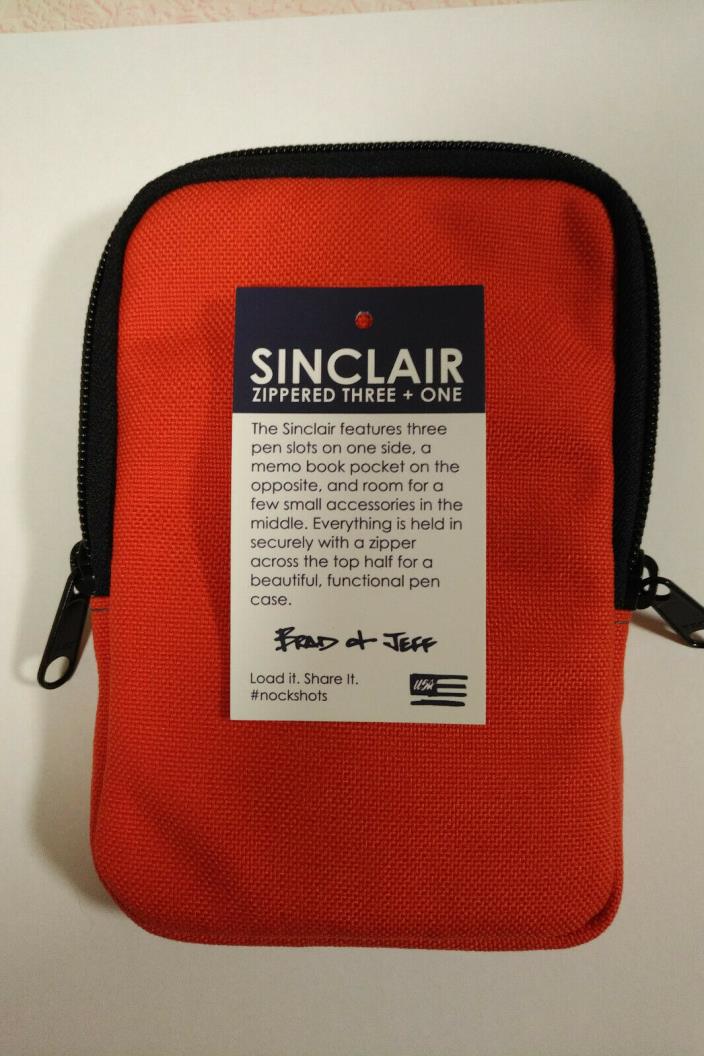 SINCLAIR
ZIPPERED THREE + ONE
The Sinclair features three
pen slots on one side, a
memo book pocket on the
opposite, and room for a
few small accessories in the
middle. Everything is held in
securely with a zipper
across the top half for a
beautiful, functional pen
case.
BRAD & JEFF
Load it. Share It.
#nockshots
USA